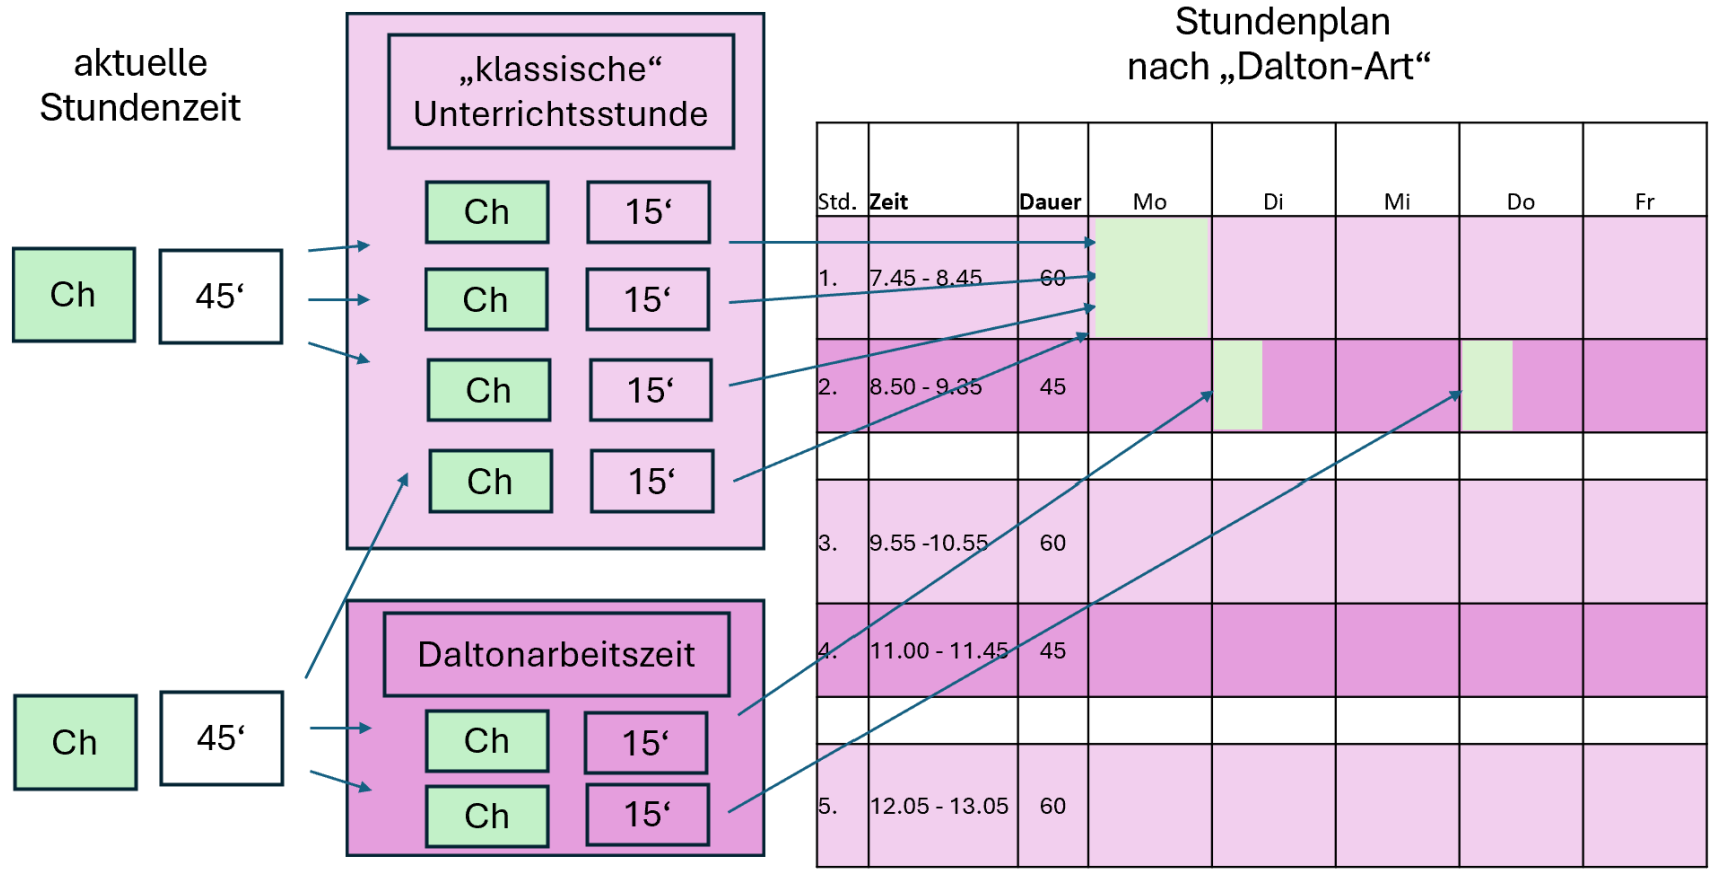 aktuelle
Stundenzeit
Ch 45‘
Ch 45‘
„klassische“
Unterrichtsstunde
Ch 15‘
Ch 15‘
Ch 15‘
Ch 15‘
Daltonarbeitszeit
Ch 15‘
Ch 15‘
Stundenplan
nach „Dalton-Art“
Std. Zeit Dauer Mo Di Mi Do Fr
1. 7.45 - 8.45 60
2. 8.50 - 9.35 45
3. 9.55 -10.55 60
4. 11.00 - 11.45 45
5. 12.05 - 13.05 60